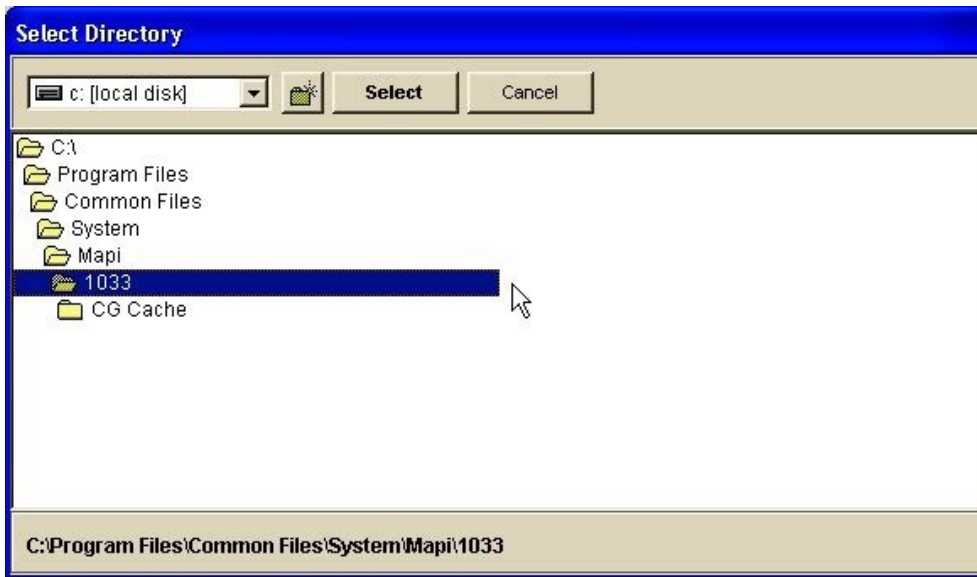 Select Directory
c: [local disk] Select Cancel
C:\
Program Files
Common Files
System
Mapi
1033
CG Cache
C:\Program Files\Common Files\System\Mapi\1033